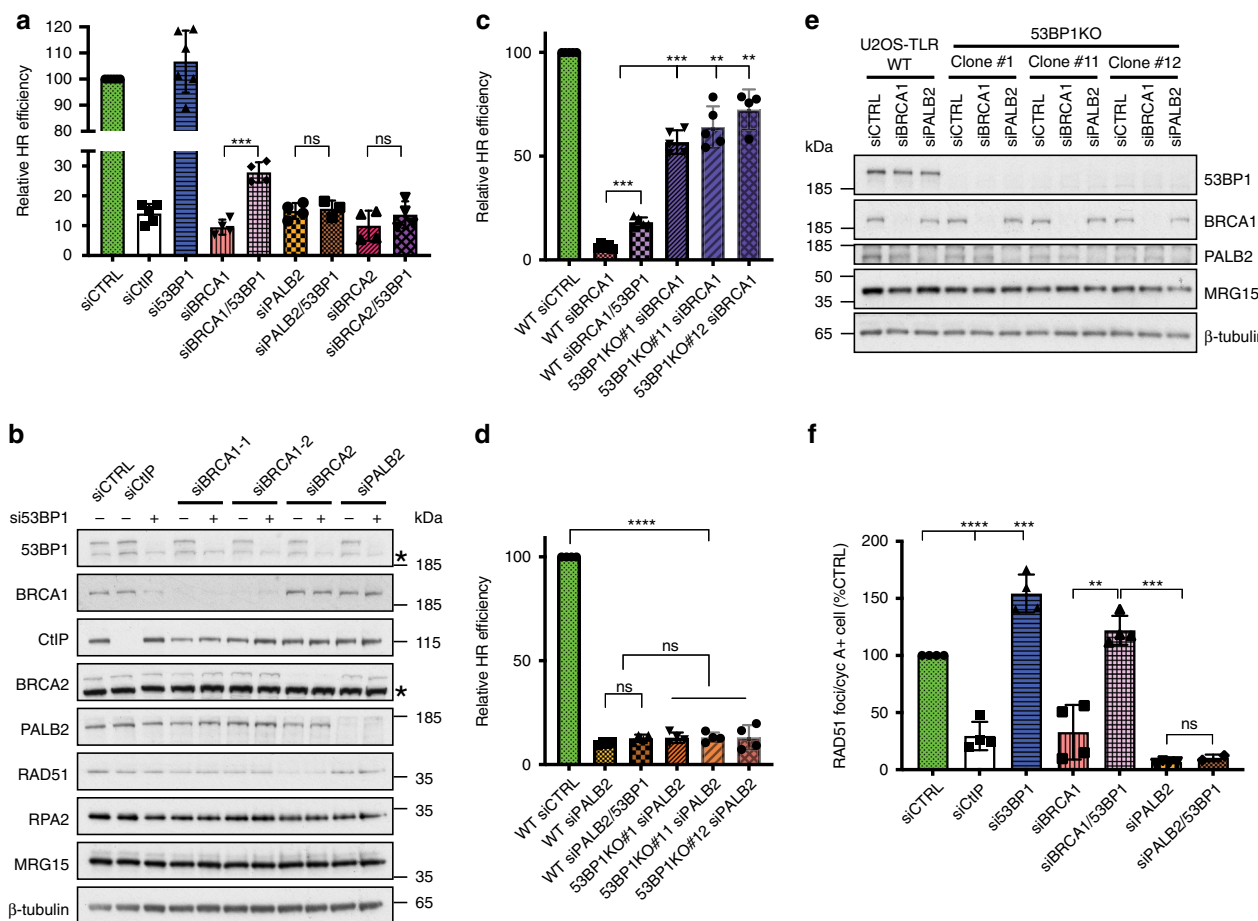 a
Relative HR efficiency
120
110
100
90
80
70
60
30
20
10
0
***
ns
ns
siCTRL
siCtIP
si53BP1
siBRCA1
siBRCA1/53BP1
siPALB2
siPALB2/53BP1
siBRCA2
siBRCA2/53BP1
b
siCTRL
siCtIP
siBRCA1-1
siBRCA1-2
siBRCA2
siPALB2
si53BP1 – – + – + – + – + – + kDa
53BP1 * 185
BRCA1 185
CtIP 115
BRCA2 *
PALB2 185
RAD51 35
RPA2 35
MRG15 35
β-tubulin 65
c
Relative HR efficiency
100
50
0
***
***
**
**
WT siCTRL
WT siBRCA1
WT siBRCA1/53BP1
53BP1KO#1 siBRCA1
53BP1KO#11 siBRCA1
53BP1KO#12 siBRCA1
d
Relative HR efficiency
100
50
0
****
ns
ns
WT siCTRL
WT siPALB2
WT siPALB2/53BP1
53BP1KO#1 siPALB2
53BP1KO#11 siPALB2
53BP1KO#12 siPALB2
e
U2OS-TLR
WT
53BP1KO
Clone #1 Clone #11 Clone #12
siCTRL
siBRCA1
siPALB2
siCTRL
siBRCA1
siPALB2
siCTRL
siBRCA1
siPALB2
siCTRL
siBRCA1
siPALB2
kDa
185 53BP1
185 BRCA1
185 PALB2
50
35 MRG15
65 β-tubulin
f
RAD51 foci/cyc A+ cell (%CTRL)
200
150
100
50
0
**** ***
** ***
ns
siCTRL
siCtIP
si53BP1
siBRCA1
siBRCA1/53BP1
siPALB2
siPALB2/53BP1